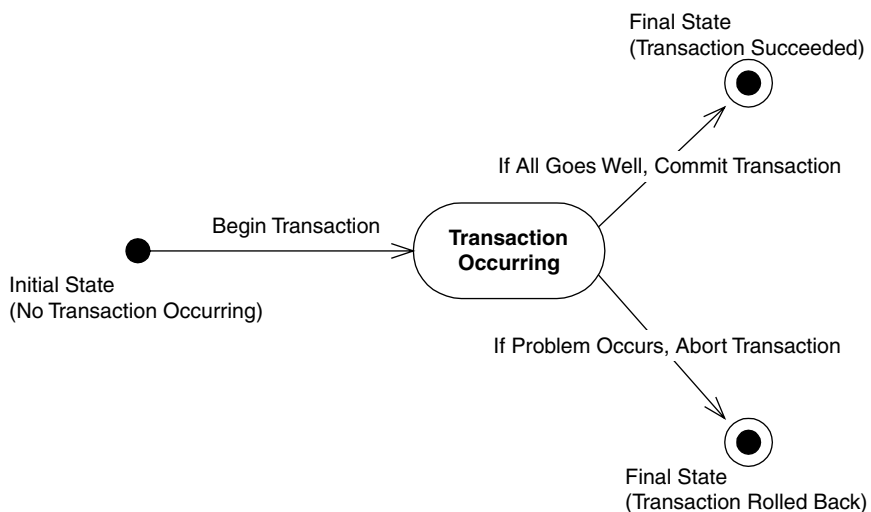 Final State
(Transaction Succeeded)
If All Goes Well, Commit Transaction
Begin Transaction
Transaction
Occurring
Initial State
(No Transaction Occurring)
If Problem Occurs, Abort Transaction
Final State
(Transaction Rolled Back)